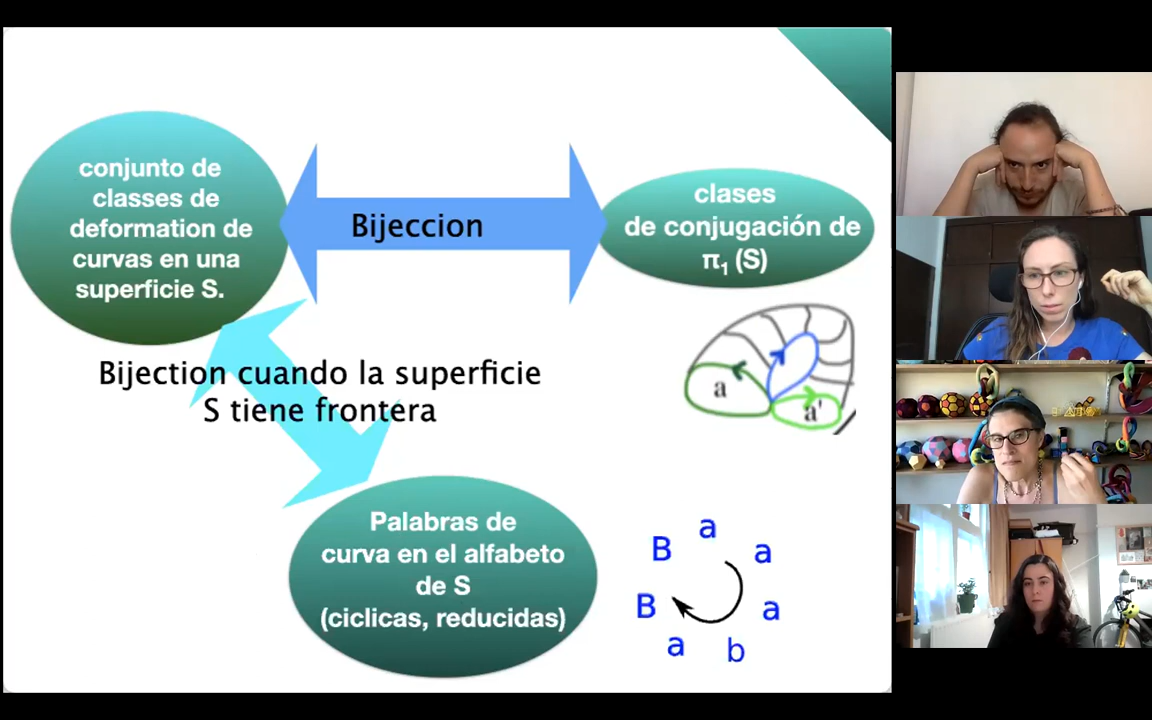 conjunto de
classes de
deformation de
curvas en una
superficie S.
Bijeccion
clases
de conjugación de
π₁ (S)
a
a'
Bijection cuando la superficie
S tiene frontera
Palabras de
curva en el alfabeto
de S
(ciclicas, reducidas)
a
B
a
B
a
a
b